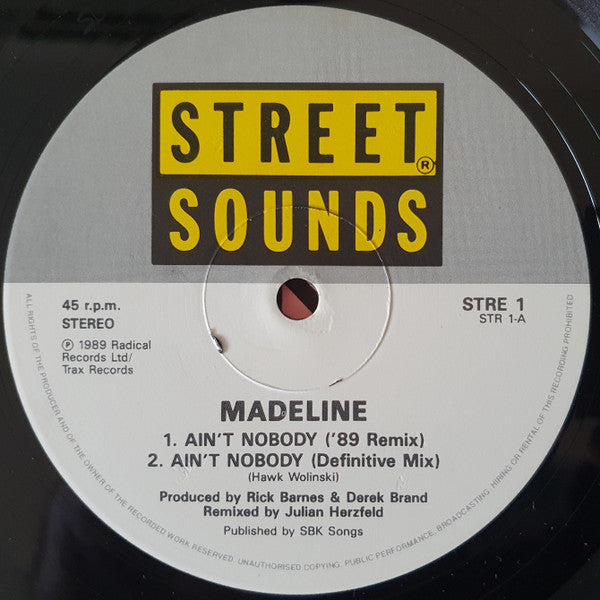 STREET
®
SOUNDS
45 r.p.m.
STEREO
℗ 1989 Radical
Records Ltd/
Trax Records
STRE 1
STR 1-A
MADELINE
1. AIN'T NOBODY ('89 Remix)
2. AIN'T NOBODY (Definitive Mix)
(Hawk Wolinski)
Produced by Rick Barnes & Derek Brand
Remixed by Julian Herzfeld
Published by SBK Songs
ALL RIGHTS OF THE PRODUCER AND OF THE OWNER OF THE RECORDED WORK RESERVED. UNAUTHORISED COPYING, PUBLIC PERFORMANCE, BROADCASTING, HIRING OR RENTAL OF THIS RECORDING PROHIBITED